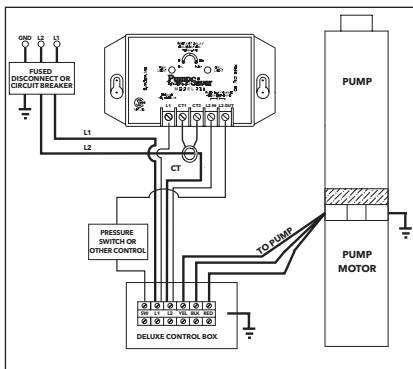 GND L2 L1
FUSED
DISCONNECT OR
CIRCUIT BREAKER
L1
L2
CT
L1 CT1 CT2 L2 IN L2 OUT
PUMP
PRESSURE
SWITCH OR
OTHER CONTROL
TO PUMP
PUMP
MOTOR
SW L1 L2 YEL BLK RED
DELUXE CONTROL BOX